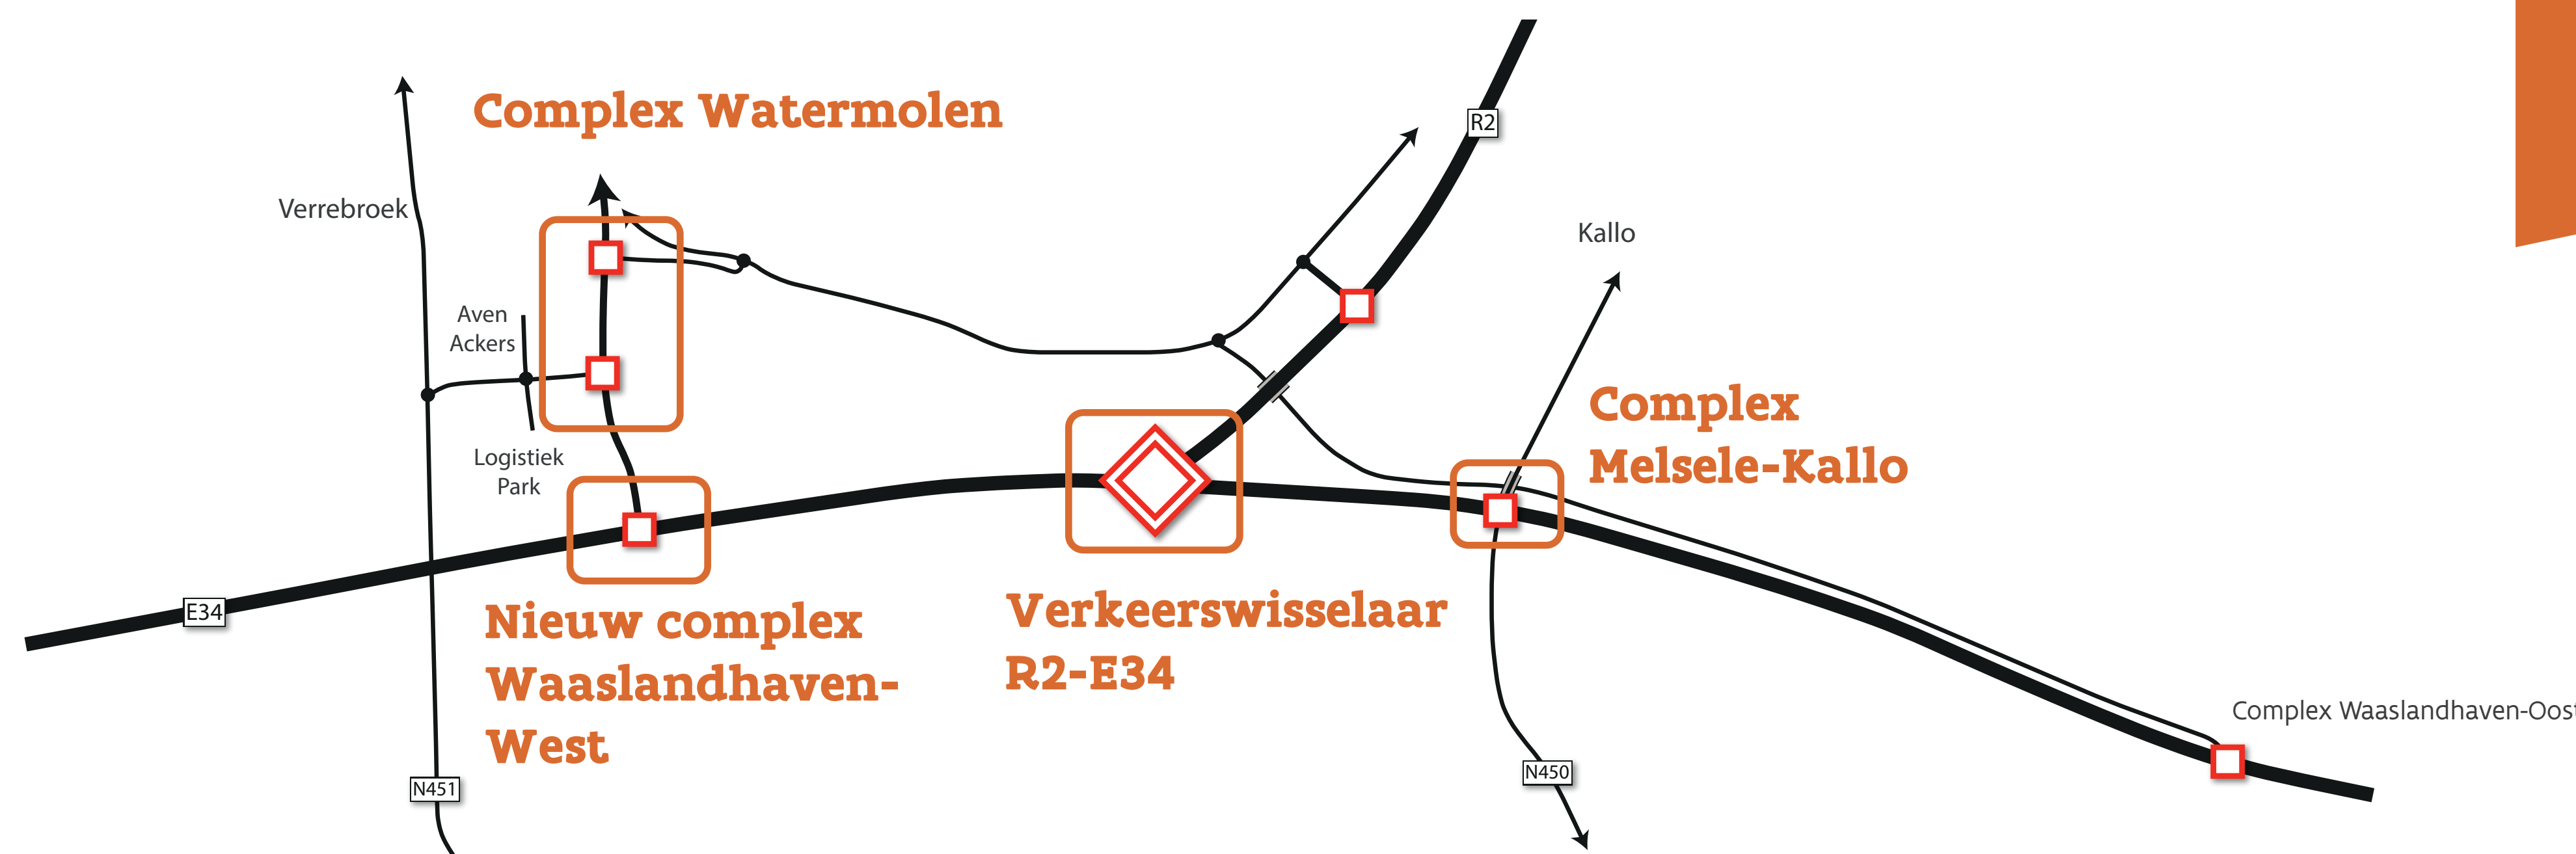 Complex Watermolen
R2
Verrebroek
Kallo
Aven
Ackers
Complex
Melsele-Kallo
Logistiek
Park
E34
Nieuw complex
Waaslandhaven-
West
Verkeerswisselaar
R2-E34
Complex Waaslandhaven-Oost
N450
N451